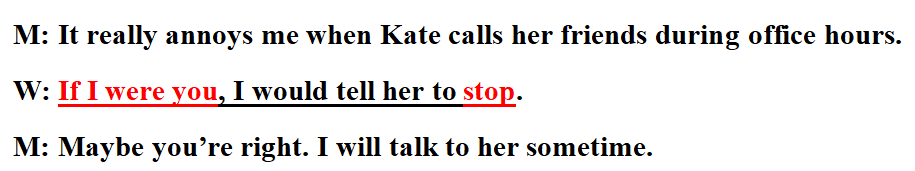 M: It really annoys me when Kate calls her friends during office hours.
W: If I were you, I would tell her to stop.
M: Maybe you’re right. I will talk to her sometime.